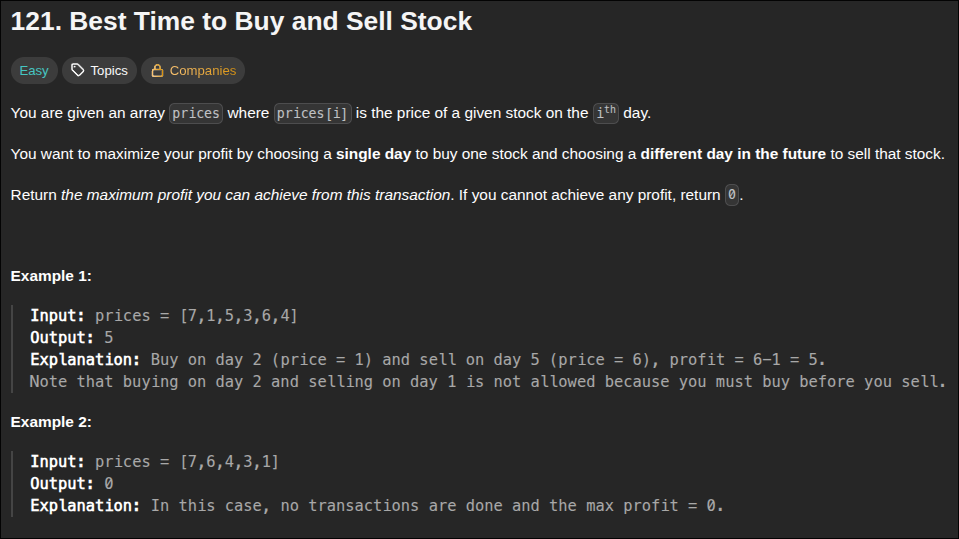 121. Best Time to Buy and Sell Stock
Easy Topics Companies
You are given an array prices where prices[i] is the price of a given stock on the ith day.
You want to maximize your profit by choosing a single day to buy one stock and choosing a different day in the future to sell that stock.
Return the maximum profit you can achieve from this transaction. If you cannot achieve any profit, return 0.
Example 1:
Input: prices = [7,1,5,3,6,4]
Output: 5
Explanation: Buy on day 2 (price = 1) and sell on day 5 (price = 6), profit = 6-1 = 5.
Note that buying on day 2 and selling on day 1 is not allowed because you must buy before you sell.
Example 2:
Input: prices = [7,6,4,3,1]
Output: 0
Explanation: In this case, no transactions are done and the max profit = 0.